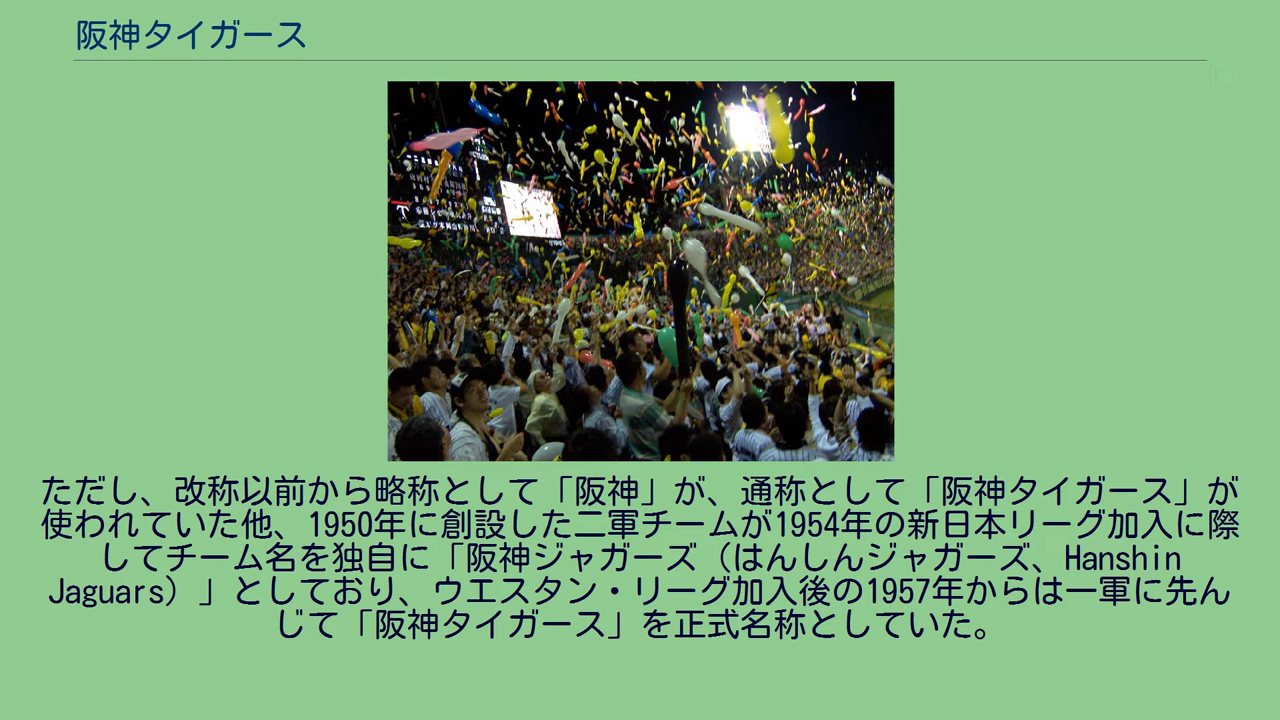 阪神タイガース
ただし、改称以前から略称として「阪神」が、通称として「阪神タイガース」が
使われていた他、1950年に創設した二軍チームが1954年の新日本リーグ加入に際
してチーム名を独自に「阪神ジャガーズ（はんしんジャガーズ、Hanshin
Jaguars）」としており、ウエスタン・リーグ加入後の1957年からは一軍に先ん
じて「阪神タイガース」を正式名称としていた。